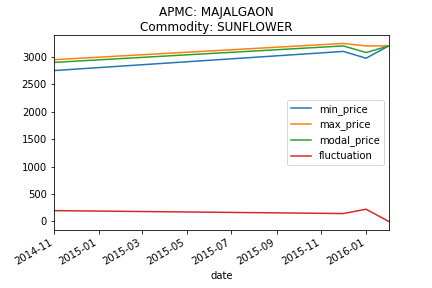 APMC: MAJALGAON
Commodity: SUNFLOWER
3000
2500
2000
1500
1000
500
0
min_price
max_price
modal_price
fluctuation
2014-11
2015-01
2015-03
2015-05
2015-07
2015-09
2015-11
2016-01
date